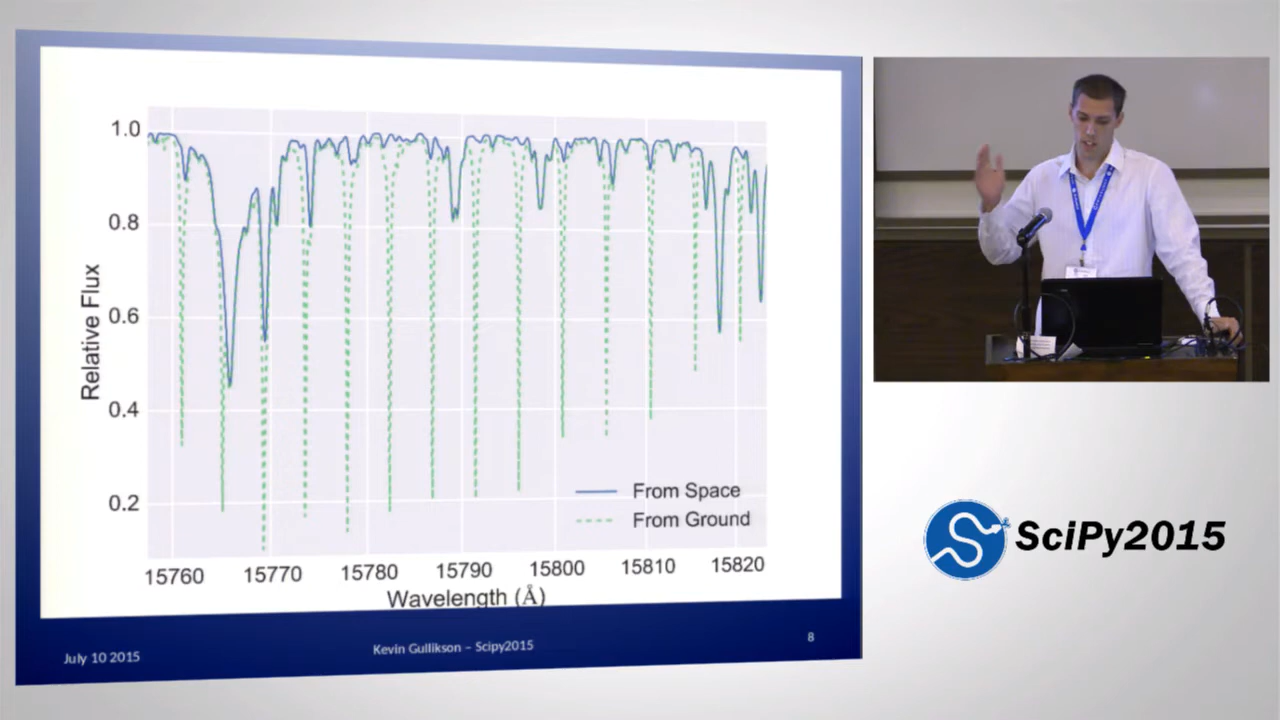 Relative Flux
1.0
0.8
0.6
0.4
0.2
From Space
From Ground
15760 15770 15780 15790 15800 15810 15820
Wavelength (Å)
July 10 2015
Kevin Gullikson – Scipy2015
8
SciPy2015